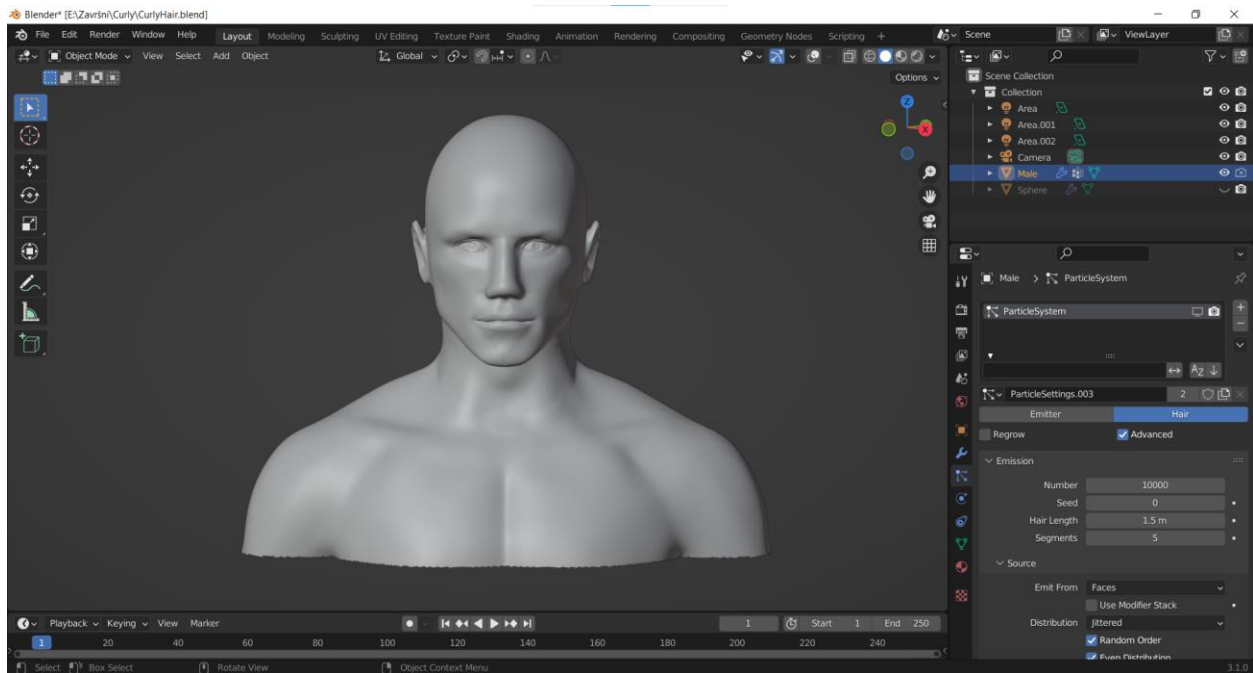 Blender* [E:\Završni\Curly\CurlyHair.blend]
File Edit Render Window Help Layout Modeling Sculpting UV Editing Texture Paint Shading Animation Rendering Compositing Geometry Nodes Scripting + Scene ViewLayer
Object Mode View Select Add Object Global
Options
Z
X
Scene Collection
Collection
Area
Area.001
Area.002
Camera
Male
Sphere
Male > ParticleSystem
ParticleSystem
AZ
ParticleSettings.003 2
Emitter Hair
Regrow Advanced
Emission
Number 10000
Seed 0
Hair Length 1.5 m
Segments 5
Source
Emit From Faces
Use Modifier Stack
Distribution Jittered
Random Order
Even Distribution
Playback Keying View Marker 1 Start 1 End 250
1 20 40 60 80 100 120 140 160 180 200 220 240
Select Box Select Rotate View Object Context Menu 3.1.0